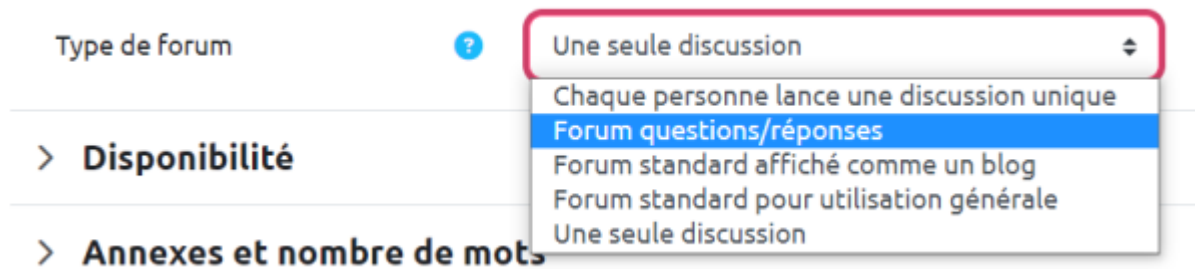 Type de forum
?
Une seule discussion
Chaque personne lance une discussion unique
Forum questions/réponses
Forum standard affiché comme un blog
Forum standard pour utilisation générale
Une seule discussion
> Disponibilité
> Annexes et nombre de mots